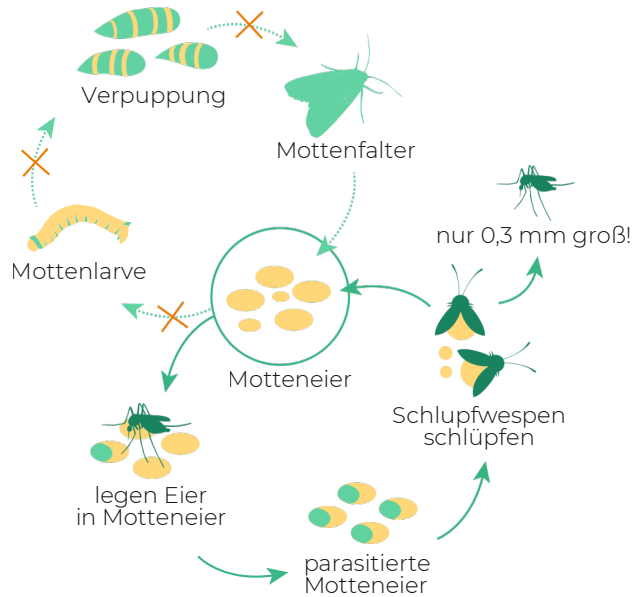 Verpuppung
Mottenfalter
nur 0,3 mm groß!
Mottenlarve
Motteneier
Schlupfwespen
schlüpfen
legen Eier
in Motteneier
parasitierte
Motteneier